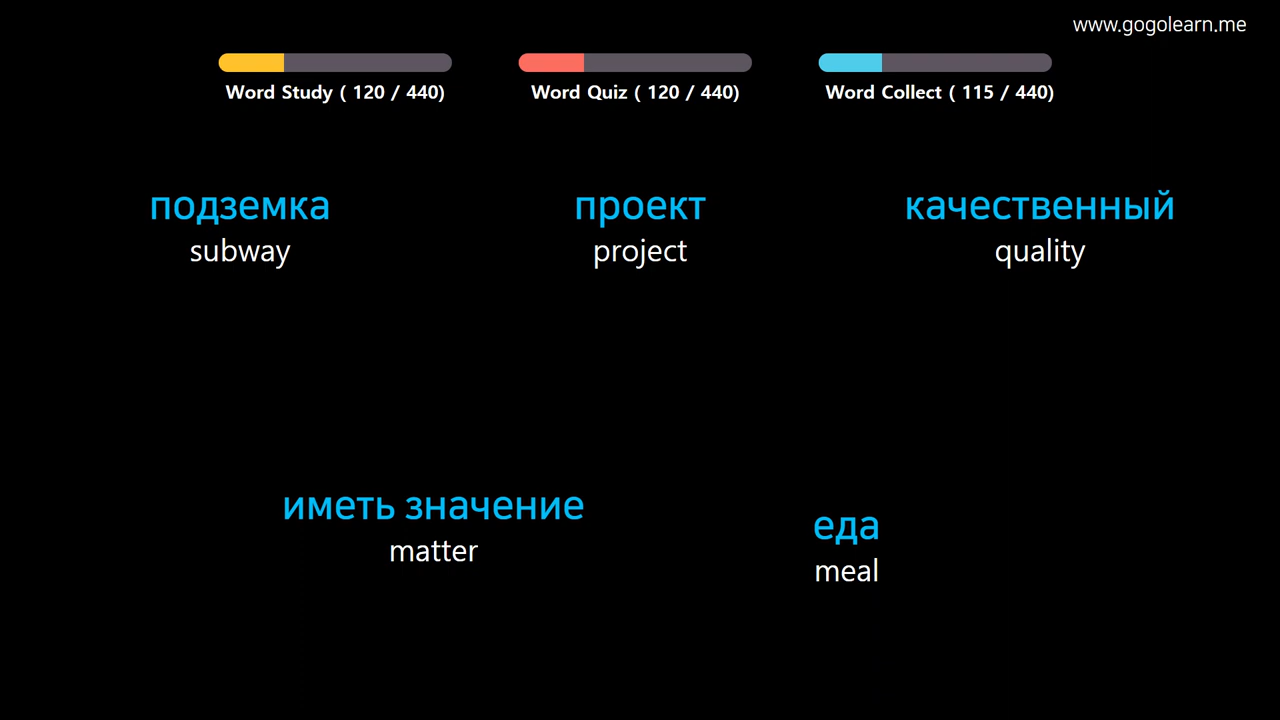 www.gogolearn.me
Word Study ( 120 / 440)
Word Quiz ( 120 / 440)
Word Collect ( 115 / 440)
подземка
subway
проект
project
качественный
quality
иметь значение
matter
еда
meal